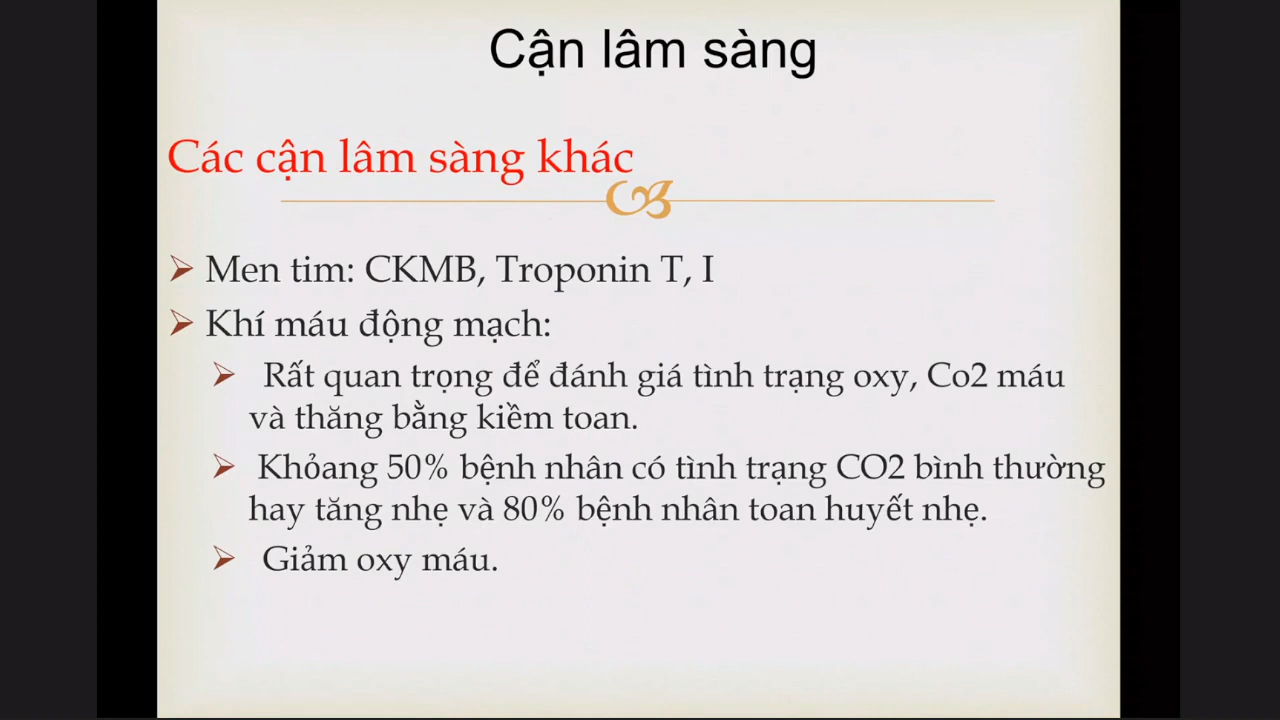 Cận lâm sàng
Các cận lâm sàng khác
Men tim: CKMB, Troponin T, I
Khí máu động mạch:
Rất quan trọng để đánh giá tình trạng oxy, Co2 máu
và thăng bằng kiềm toan.
Khỏang 50% bệnh nhân có tình trạng CO2 bình thường
hay tăng nhẹ và 80% bệnh nhân toan huyết nhẹ.
Giảm oxy máu.